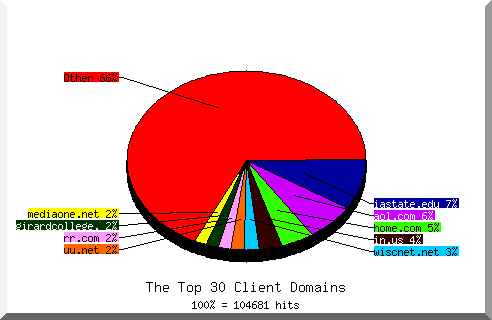 Other 66%
iastate.edu 7%
mediaone.net 2%
aol.com 6%
girardcollege. 2%
home.com 5%
rr.com 2%
in.us 4%
uu.net 2%
wiscnet.net 3%
The Top 30 Client Domains
100% = 104681 hits